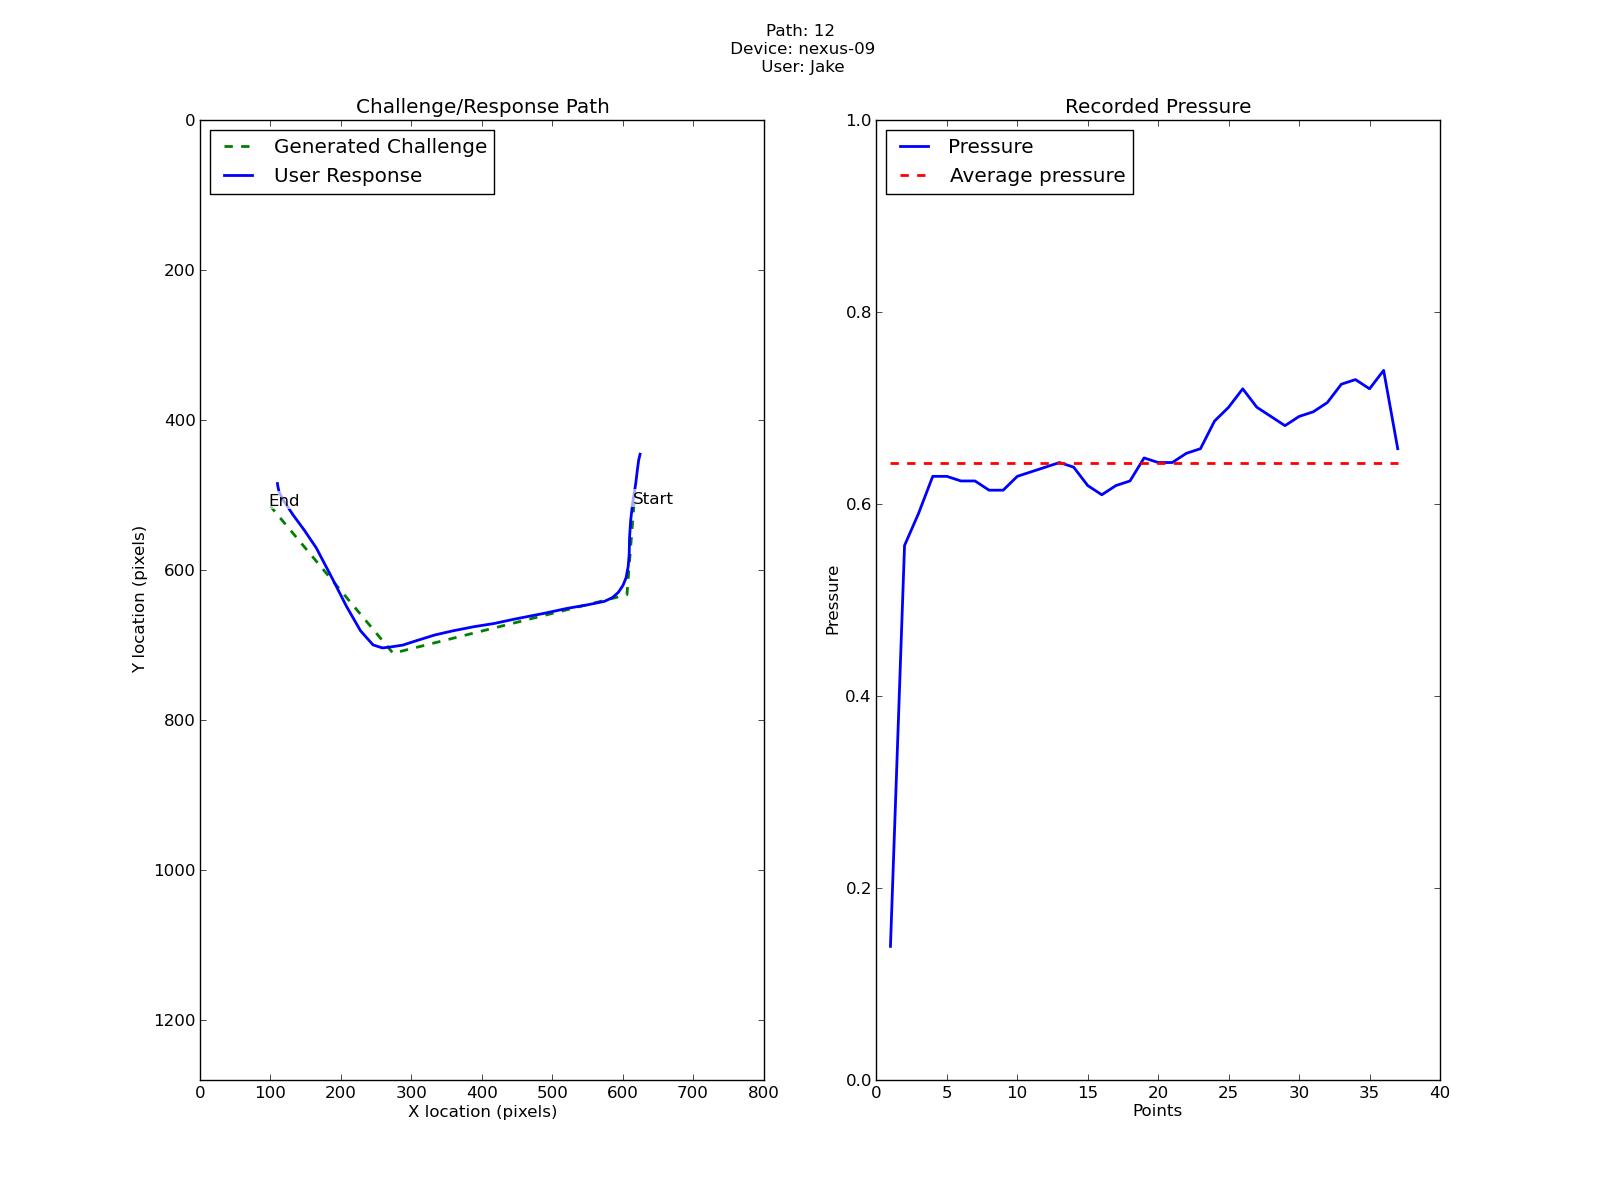 Path: 12
Device: nexus-09
User: Jake
Challenge/Response Path
Generated Challenge
User Response
0
200
400
600
800
1000
1200
Y location (pixels)
End
Start
0 100 200 300 400 500 600 700 800
X location (pixels)
Recorded Pressure
Pressure
Average pressure
1.0
0.8
0.6
0.4
0.2
0.0
Pressure
0 5 10 15 20 25 30 35 40
Points